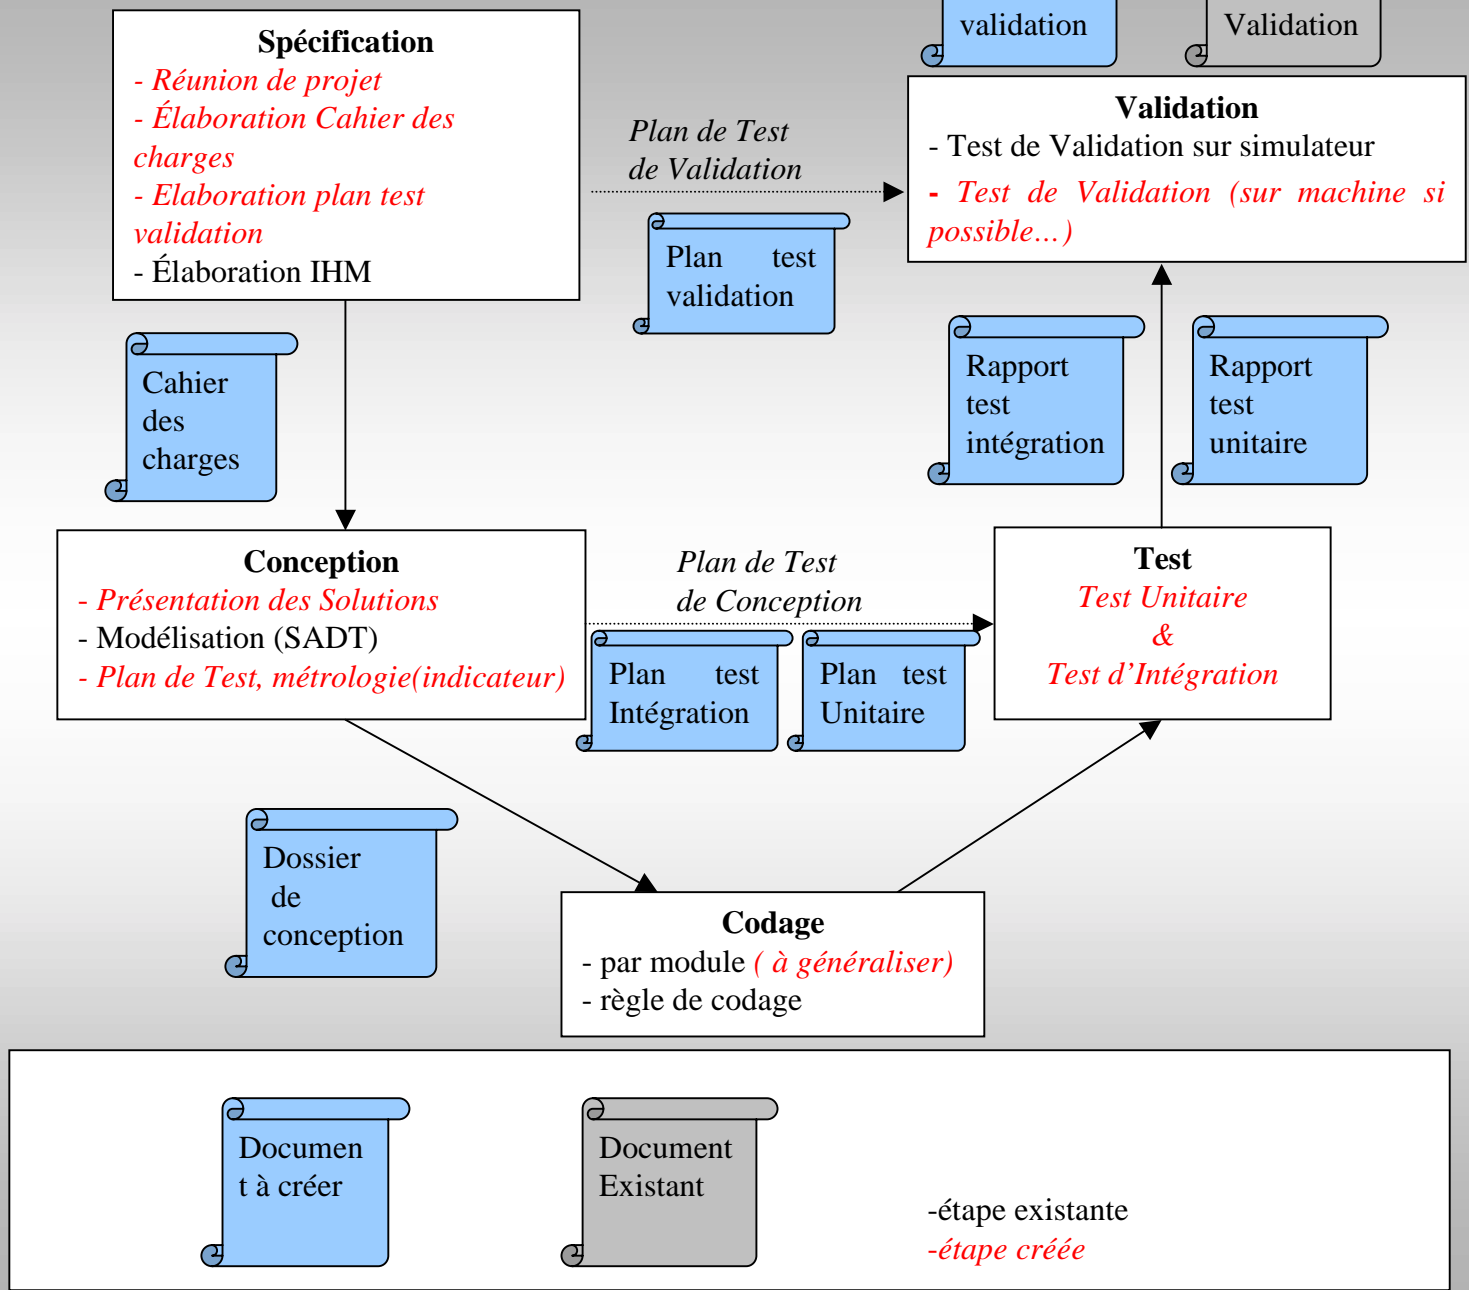 validation
Validation
Spécification
- Réunion de projet
- Élaboration Cahier des
charges
- Elaboration plan test
validation
- Élaboration IHM
Plan de Test
de Validation
Validation
- Test de Validation sur simulateur
- Test de Validation (sur machine si
possible...)
Plan test
validation
Cahier
des
charges
Rapport
test
intégration
Rapport
test
unitaire
Conception
- Présentation des Solutions
- Modélisation (SADT)
- Plan de Test, métrologie(indicateur)
Plan de Test
de Conception
Plan test
Intégration
Plan test
Unitaire
Test
Test Unitaire
&
Test d'Intégration
Dossier
de
conception
Codage
- par module ( à généraliser)
- règle de codage
Documen
t à créer
Document
Existant
-étape existante
-étape créée